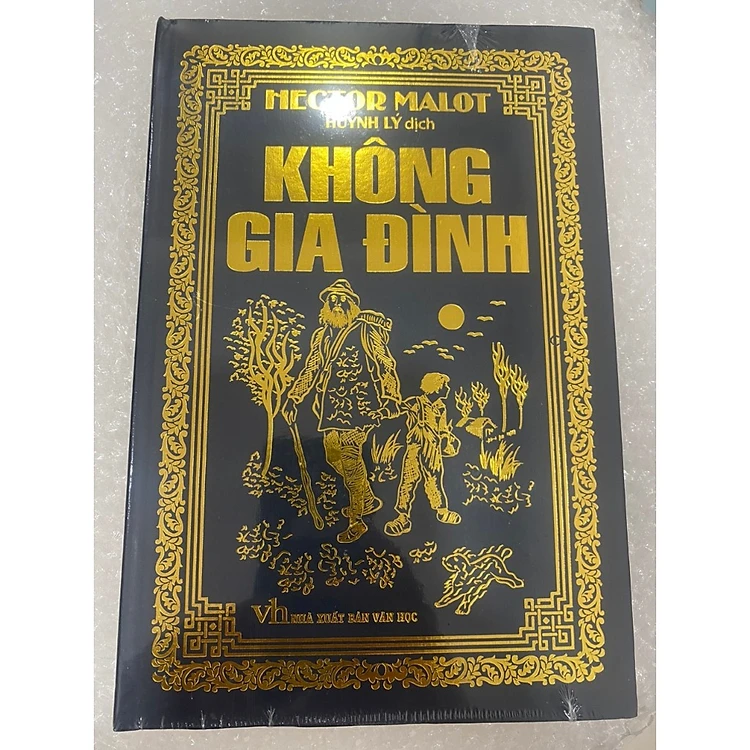 HECTOR MALOT
HUỲNH LÝ dịch
KHÔNG
GIA ĐÌNH
vh NHÀ XUẤT BẢN VĂN HỌC